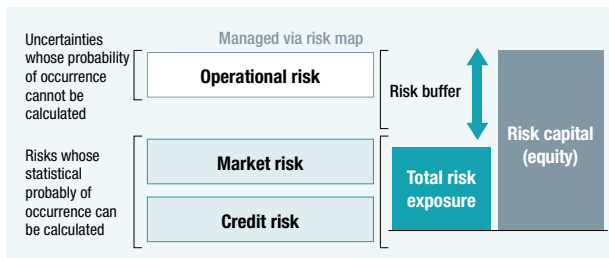 Uncertainties
whose probability
of occurrence
cannot be
calculated
Managed via risk map
Operational risk
Risk buffer
Risk capital
(equity)
Risks whose
statistical
probably of
occurrence can
be calculated
Market risk
Credit risk
Total risk
exposure